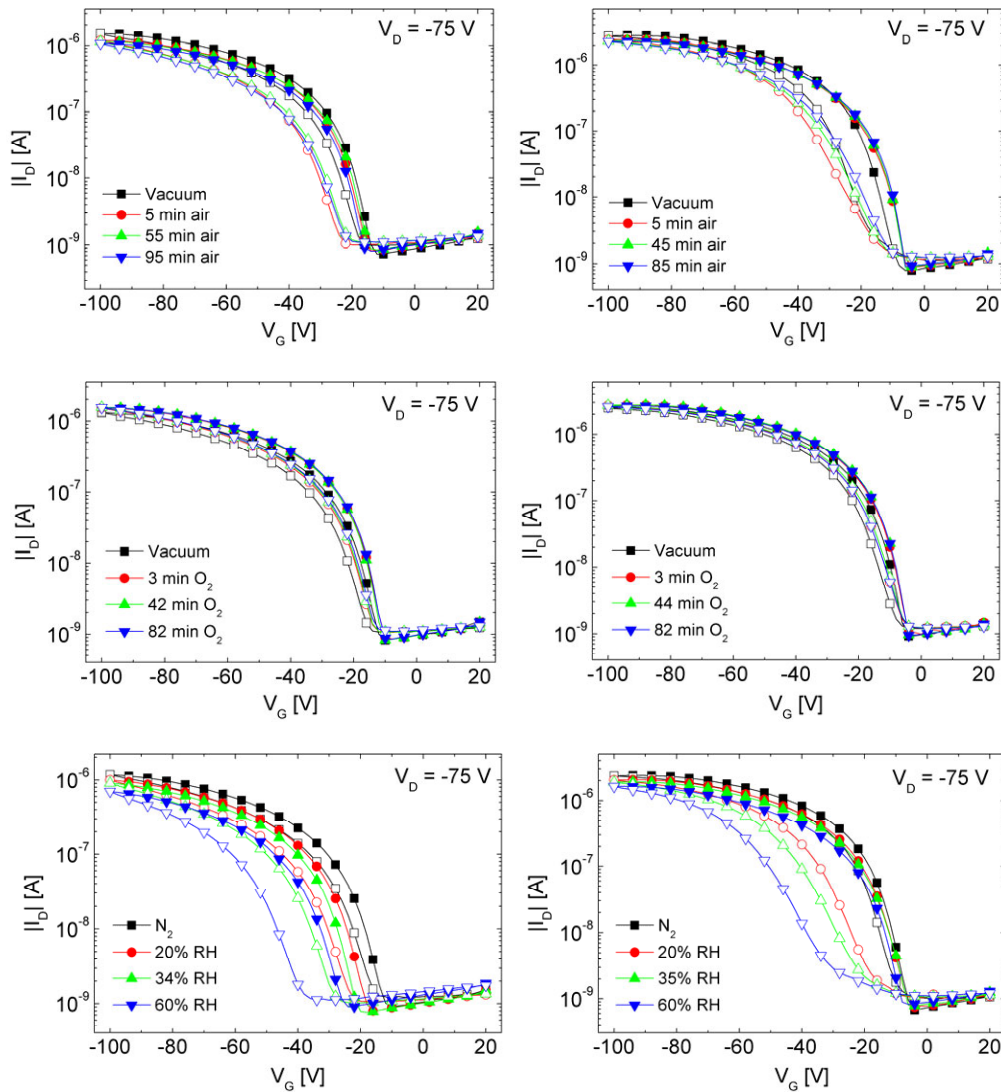 V_D = -75 V
10^-6
10^-7
10^-8
10^-9
|I_D| [A]
Vacuum
5 min air
55 min air
95 min air
-100 -80 -60 -40 -20 0 20
V_G [V]
V_D = -75 V
10^-6
10^-7
10^-8
10^-9
|I_D| [A]
Vacuum
5 min air
45 min air
85 min air
-100 -80 -60 -40 -20 0 20
V_G [V]
V_D = -75 V
10^-6
10^-7
10^-8
10^-9
|I_D| [A]
Vacuum
3 min O_2
42 min O_2
82 min O_2
-100 -80 -60 -40 -20 0 20
V_G [V]
V_D = -75 V
10^-6
10^-7
10^-8
10^-9
|I_D| [A]
Vacuum
3 min O_2
44 min O_2
82 min O_2
-100 -80 -60 -40 -20 0 20
V_G [V]
V_D = -75 V
10^-6
10^-7
10^-8
10^-9
|I_D| [A]
N_2
20% RH
34% RH
60% RH
-100 -80 -60 -40 -20 0 20
V_G [V]
V_D = -75 V
10^-6
10^-7
10^-8
10^-9
|I_D| [A]
N_2
20% RH
35% RH
60% RH
-100 -80 -60 -40 -20 0 20
V_G [V]